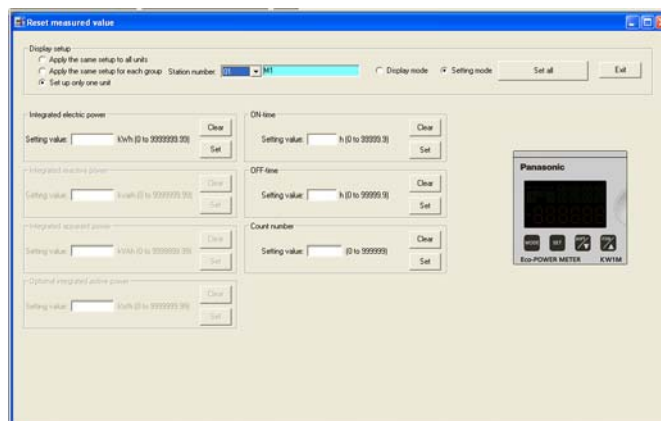 Reset measured value
Display setup
Apply the same setup to all units
Apply the same setup for each group Station number: 01 M1 Display mode Setting mode Set all Exit
Set up only one unit
Integrated electric power
Setting value: kWh (0 to 9999999.99) Clear Set
Integrated reactive power
Setting value: kvarh (0 to 9999999.99) Clear Set
Integrated apparent power
Setting value: kVAh (0 to 9999999.99) Clear Set
Optional integrated active power
Setting value: kWh (0 to 9999999.99) Clear Set
ON-time
Setting value: h (0 to 99999.9) Clear Set
OFF-time
Setting value: h (0 to 99999.9) Clear Set
Count number
Setting value: (0 to 999999) Clear Set
Panasonic
MODE SET
Eco-POWER METER KW1M